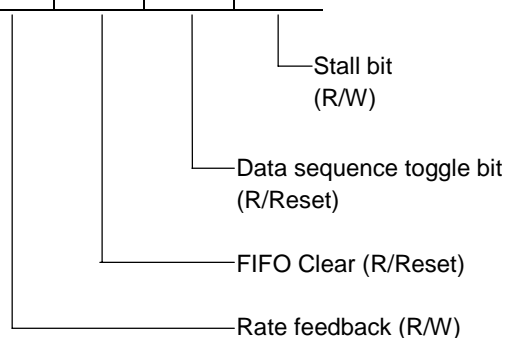 Stall bit
(R/W)
Data sequence toggle bit
(R/Reset)
FIFO Clear (R/Reset)
Rate feedback (R/W)